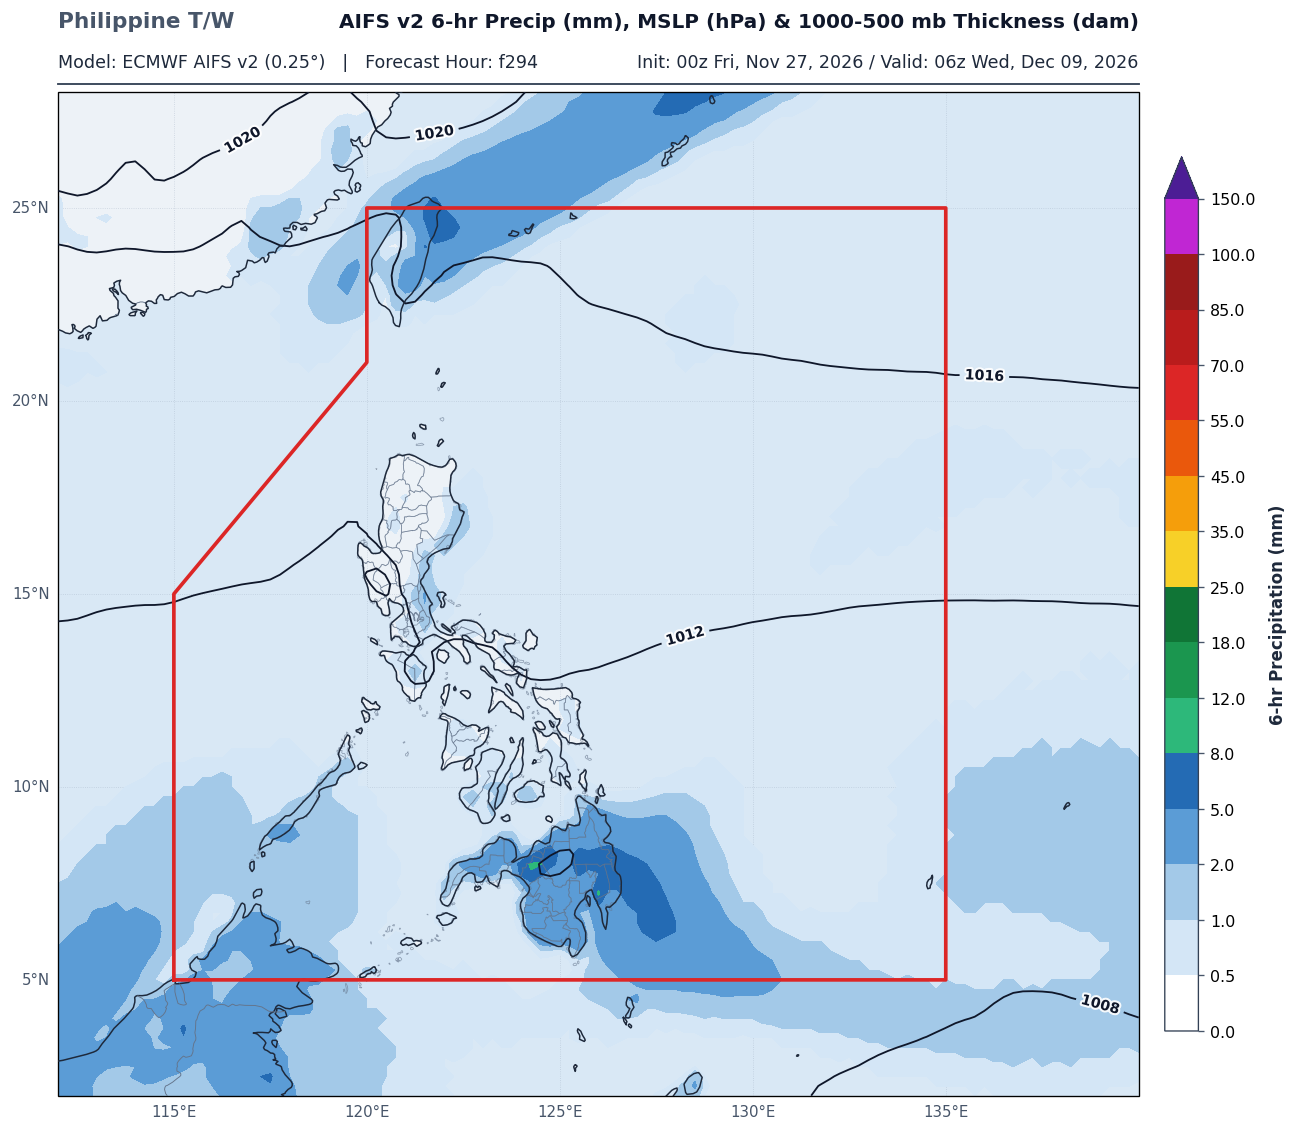 Philippine T/W
AIFS v2 6-hr Precip (mm), MSLP (hPa) & 1000-500 mb Thickness (dam)
Model: ECMWF AIFS v2 (0.25°) | Forecast Hour: f294
Init: 00z Fri, Nov 27, 2026 / Valid: 06z Wed, Dec 09, 2026
1020
1020
1016
1012
1008
25°N
20°N
15°N
10°N
5°N
115°E
120°E
125°E
130°E
135°E
150.0
100.0
85.0
70.0
55.0
45.0
35.0
25.0
18.0
12.0
8.0
5.0
2.0
1.0
0.5
0.0
6-hr Precipitation (mm)